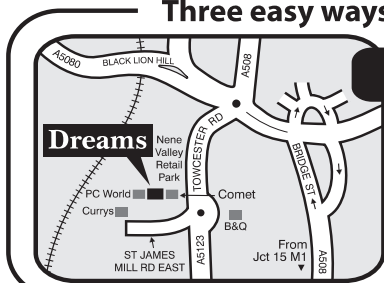 Three easy ways
A5080
BLACK LION HILL
A508
Dreams
Nene
Valley
Retail
Park
TOWCESTER RD
BRIDGE ST
PC World
Comet
Currys
B&Q
ST JAMES
MILL RD EAST
A5123
From
Jct 15 M1
A508